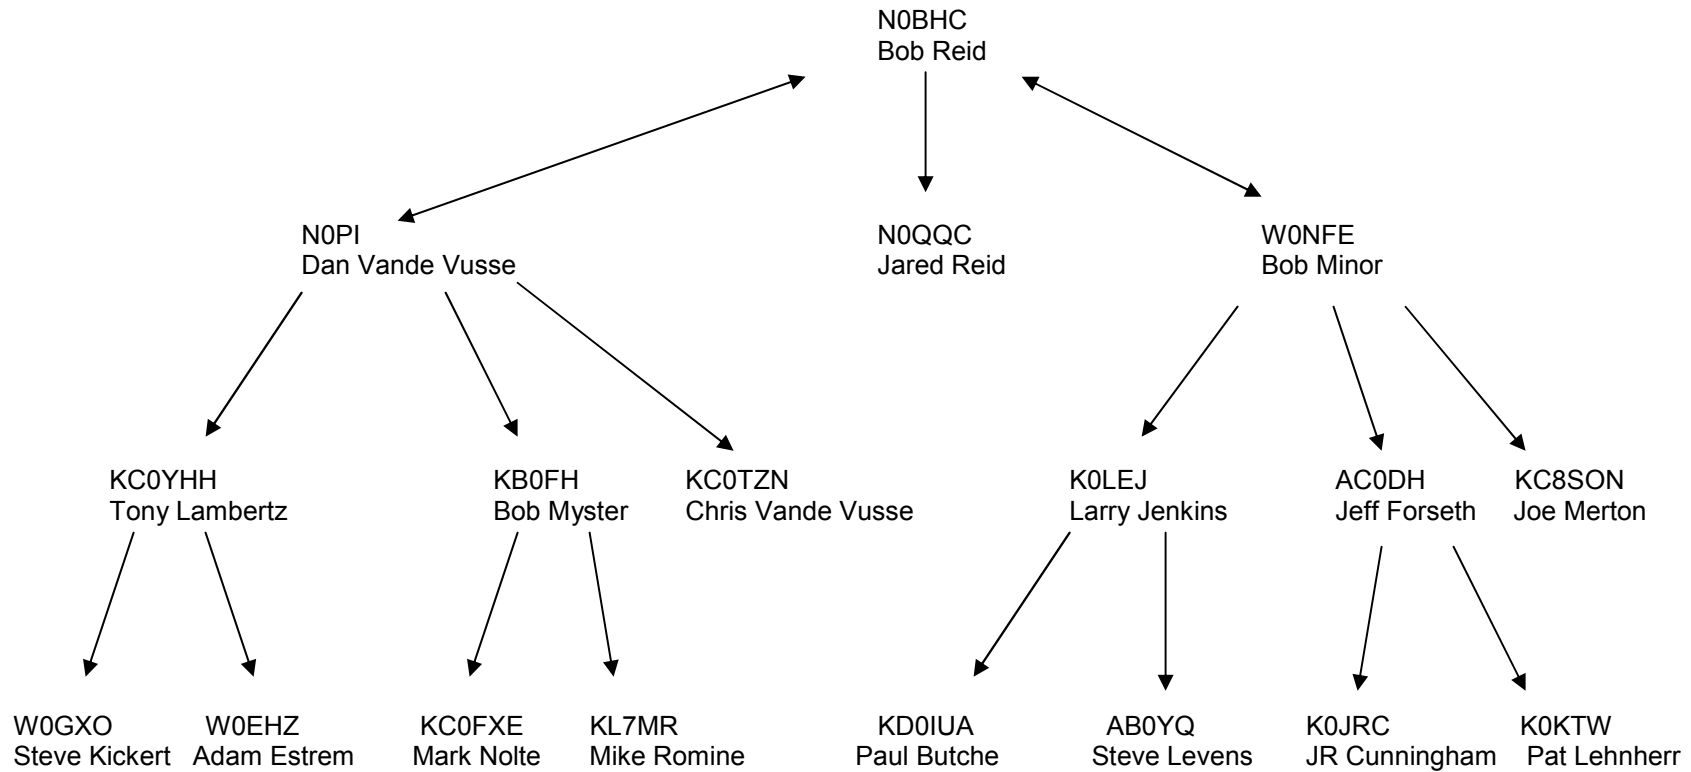 N0BHC
Bob Reid
N0PI
Dan Vande Vusse
N0QQC
Jared Reid
W0NFE
Bob Minor
KC0YHH
Tony Lambertz
KB0FH
Bob Myster
KC0TZN
Chris Vande Vusse
K0LEJ
Larry Jenkins
AC0DH
Jeff Forseth
KC8SON
Joe Merton
W0GXO
Steve Kickert
W0EHZ
Adam Estrem
KC0FXE
Mark Nolte
KL7MR
Mike Romine
KD0IUA
Paul Butche
AB0YQ
Steve Levens
K0JRC
JR Cunningham
K0KTW
Pat Lehnherr